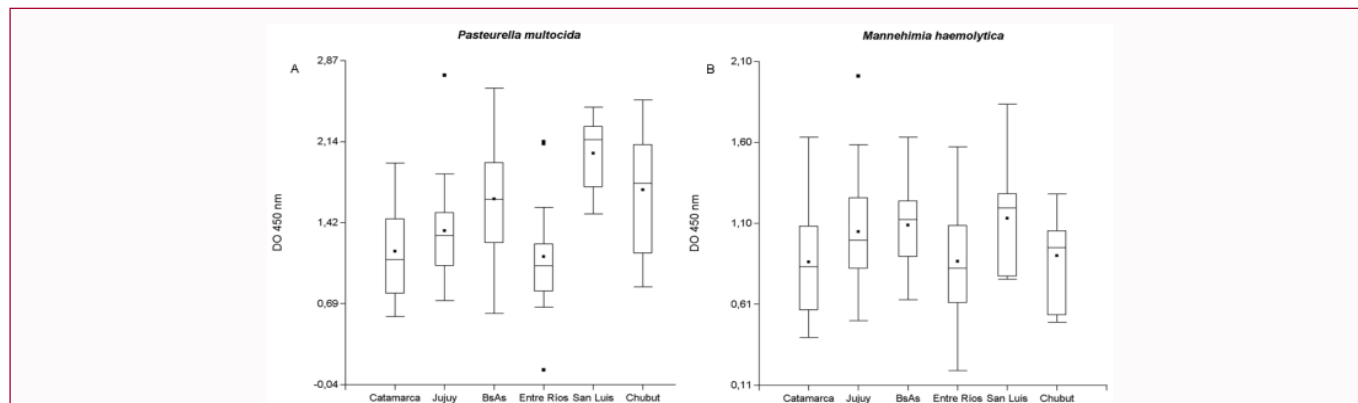 Pasteurella multocida
A
2,87
2,14
1,42
0,69
-0,04
DO 450 nm
Catamarca Jujuy BsAs Entre Ríos San Luis Chubut
Mannehimia haemolytica
B
2,10
1,60
1,10
0,61
0,11
DO 450 nm
Catamarca Jujuy BsAs Entre Ríos San Luis Chubut